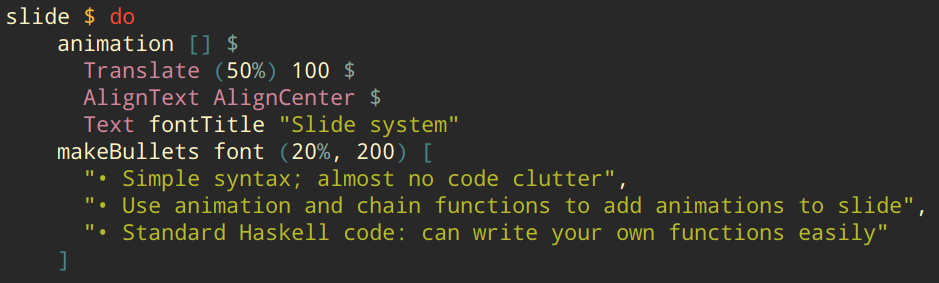 slide $ do
    animation [] $
      Translate (50%) 100 $
      AlignText AlignCenter $
      Text fontTitle "Slide system"
    makeBullets font (20%, 200) [
      "• Simple syntax; almost no code clutter",
      "• Use animation and chain functions to add animations to slide",
      "• Standard Haskell code: can write your own functions easily"
    ]